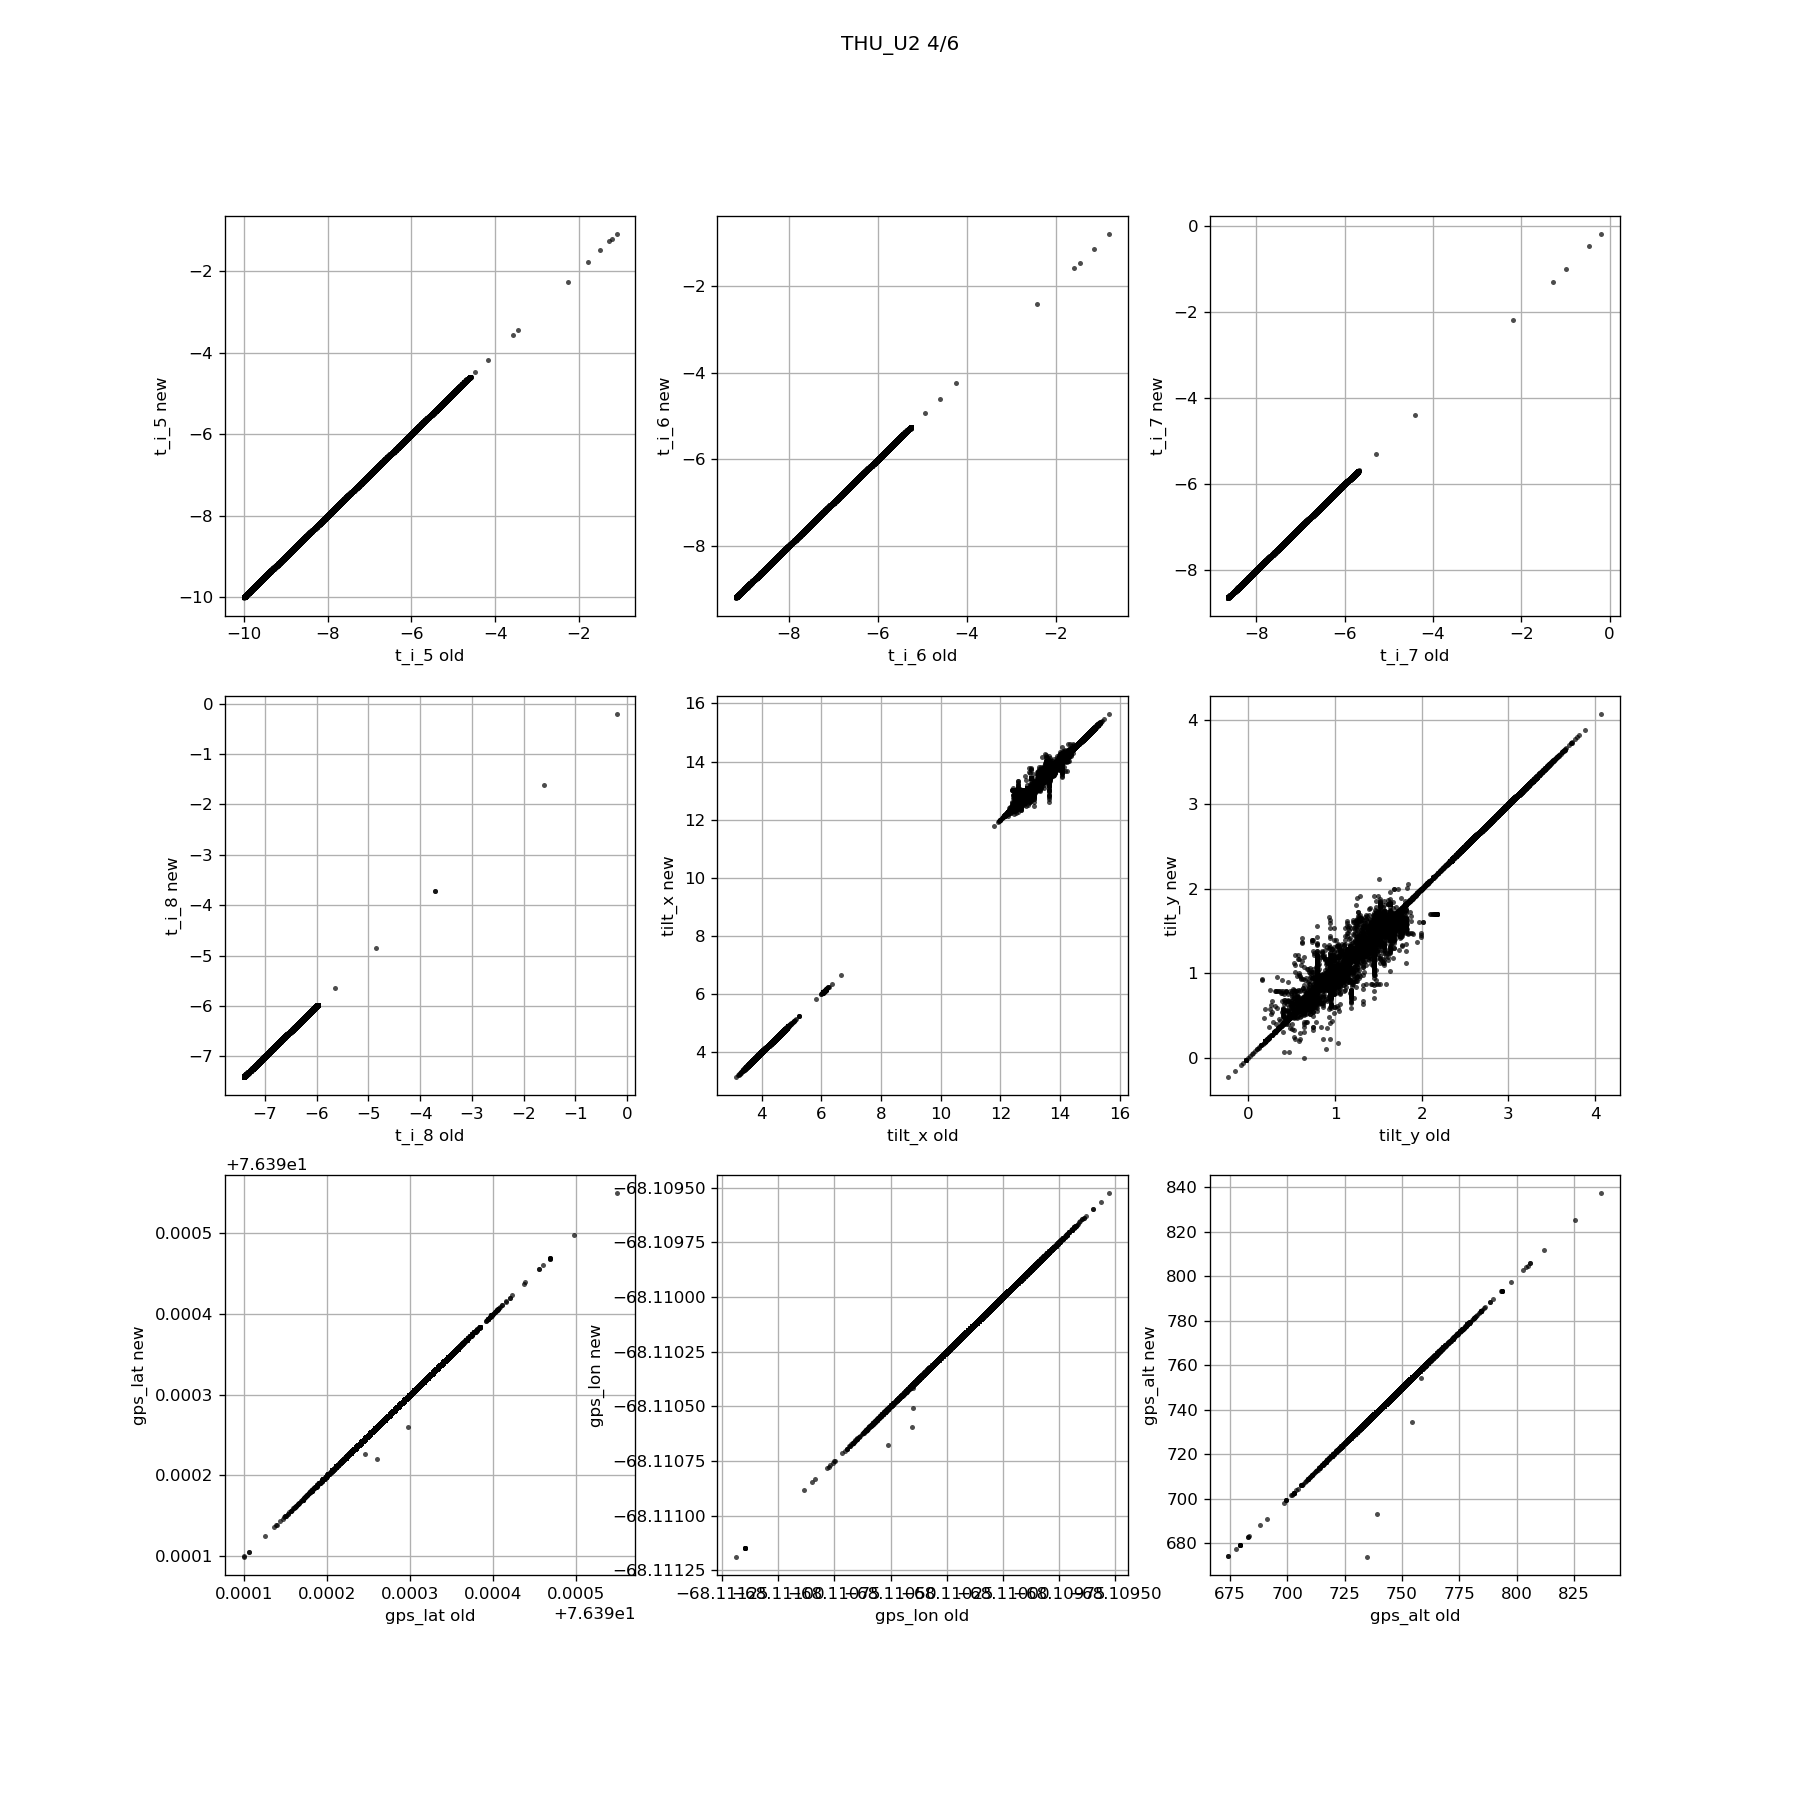 THU_U2 4/6
t_i_5 new
−2
−4
−6
−8
−10
−10 −8 −6 −4 −2
t_i_5 old
t_i_6 new
−2
−4
−6
−8
−8 −6 −4 −2
t_i_6 old
t_i_7 new
0
−2
−4
−6
−8
−8 −6 −4 −2 0
t_i_7 old
t_i_8 new
0
−1
−2
−3
−4
−5
−6
−7
−7 −6 −5 −4 −3 −2 −1 0
t_i_8 old
tilt_x new
16
14
12
10
8
6
4
4 6 8 10 12 14 16
tilt_x old
tilt_y new
4
3
2
1
0
0 1 2 3 4
tilt_y old
+7.639e1
gps_lat new
0.0005
0.0004
0.0003
0.0002
0.0001
0.0001 0.0002 0.0003 0.0004 0.0005
gps_lat old
+7.639e1
gps_lon new
−68.10950
−68.10975
−68.11000
−68.11025
−68.11050
−68.11075
−68.11100
−68.11125
gps_lon old
gps_alt new
840
820
800
780
760
740
720
700
680
675 700 725 750 775 800 825
gps_alt old